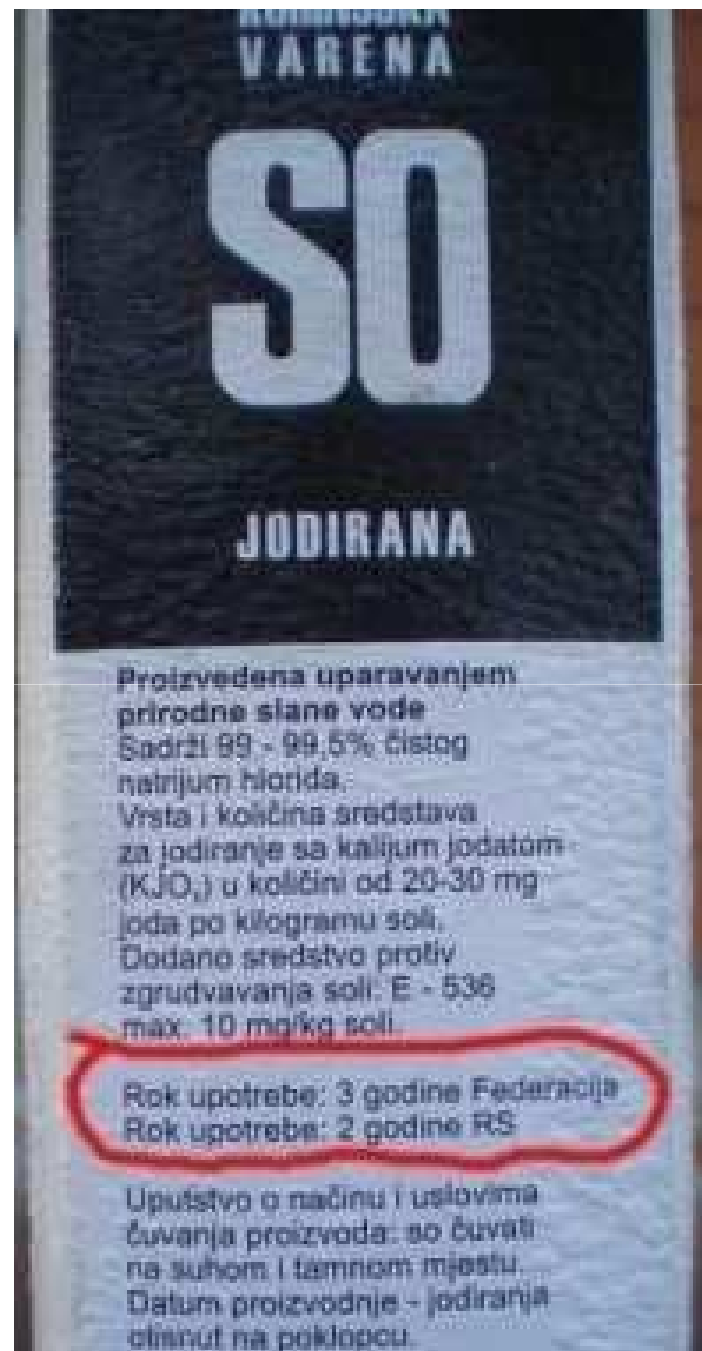 KUHINJSKA
VARENA
SO
JODIRANA
Proizvedena uparavanjem
prirodne slane vode
Sadrži 99 - 99,5% čistog
natrijum hlorida.
Vrsta i količina sredstava
za jodiranje sa kalijum jodatom
(KJO₃) u količini od 20-30 mg
joda po kilogramu soli.
Dodano sredstvo protiv
zgrudvavanja soli: E - 536
max. 10 mg/kg soli.
Rok upotrebe: 3 godine Federacija
Rok upotrebe: 2 godine RS
Uputstvo o načinu i uslovima
čuvanja proizvoda: so čuvati
na suhom i tamnom mjestu.
Datum proizvodnje - jodiranja
otisnut na poklopcu.